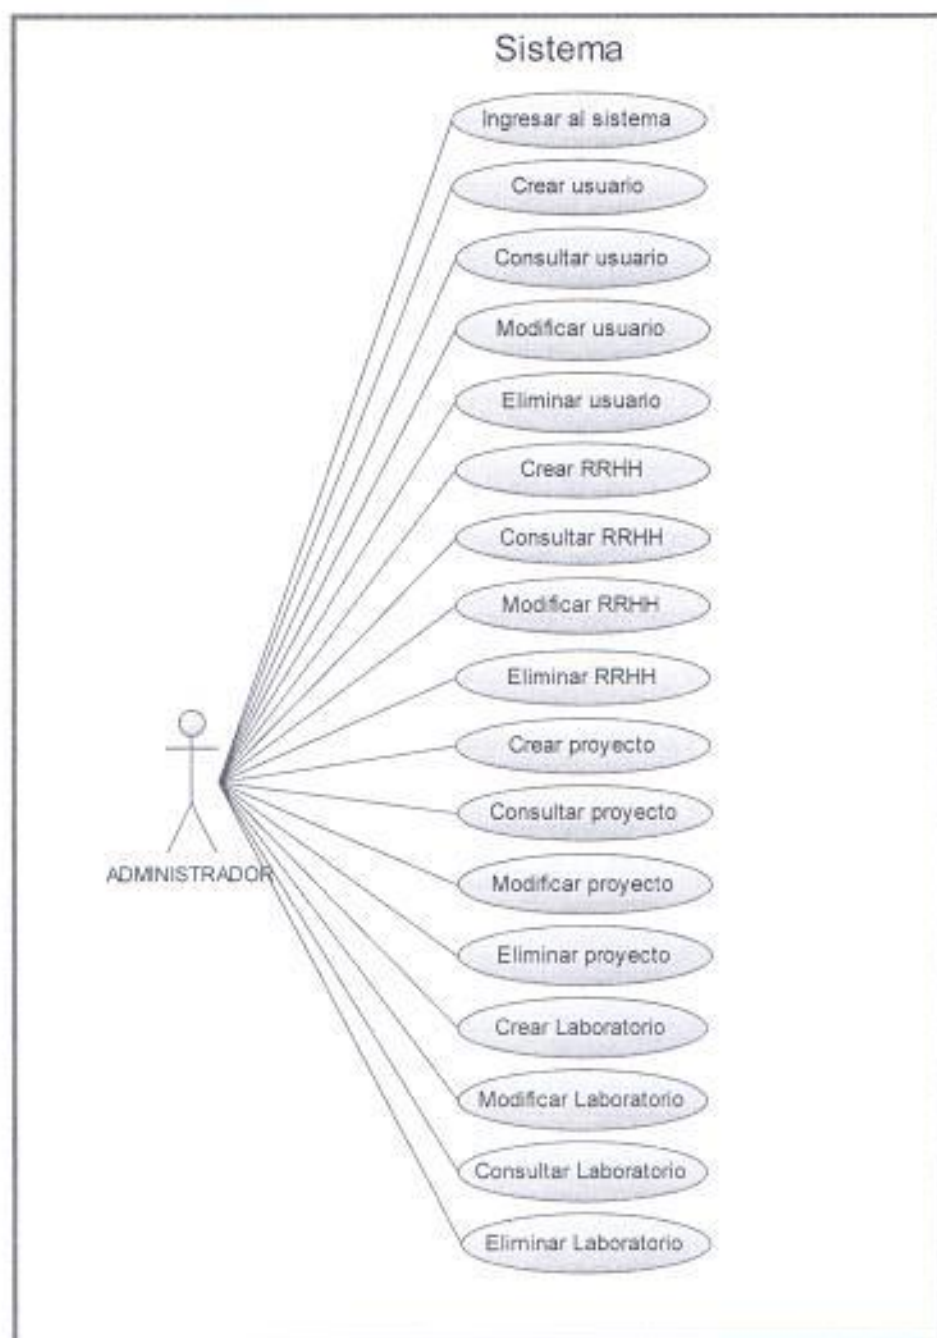 Sistema
Ingresar al sistema
Crear usuario
Consultar usuario
Modificar usuario
Eliminar usuario
Crear RRHH
Consultar RRHH
Modificar RRHH
Eliminar RRHH
Crear proyecto
Consultar proyecto
ADMINISTRADOR
Modificar proyecto
Eliminar proyecto
Crear Laboratorio
Modificar Laboratorio
Consultar Laboratorio
Eliminar Laboratorio